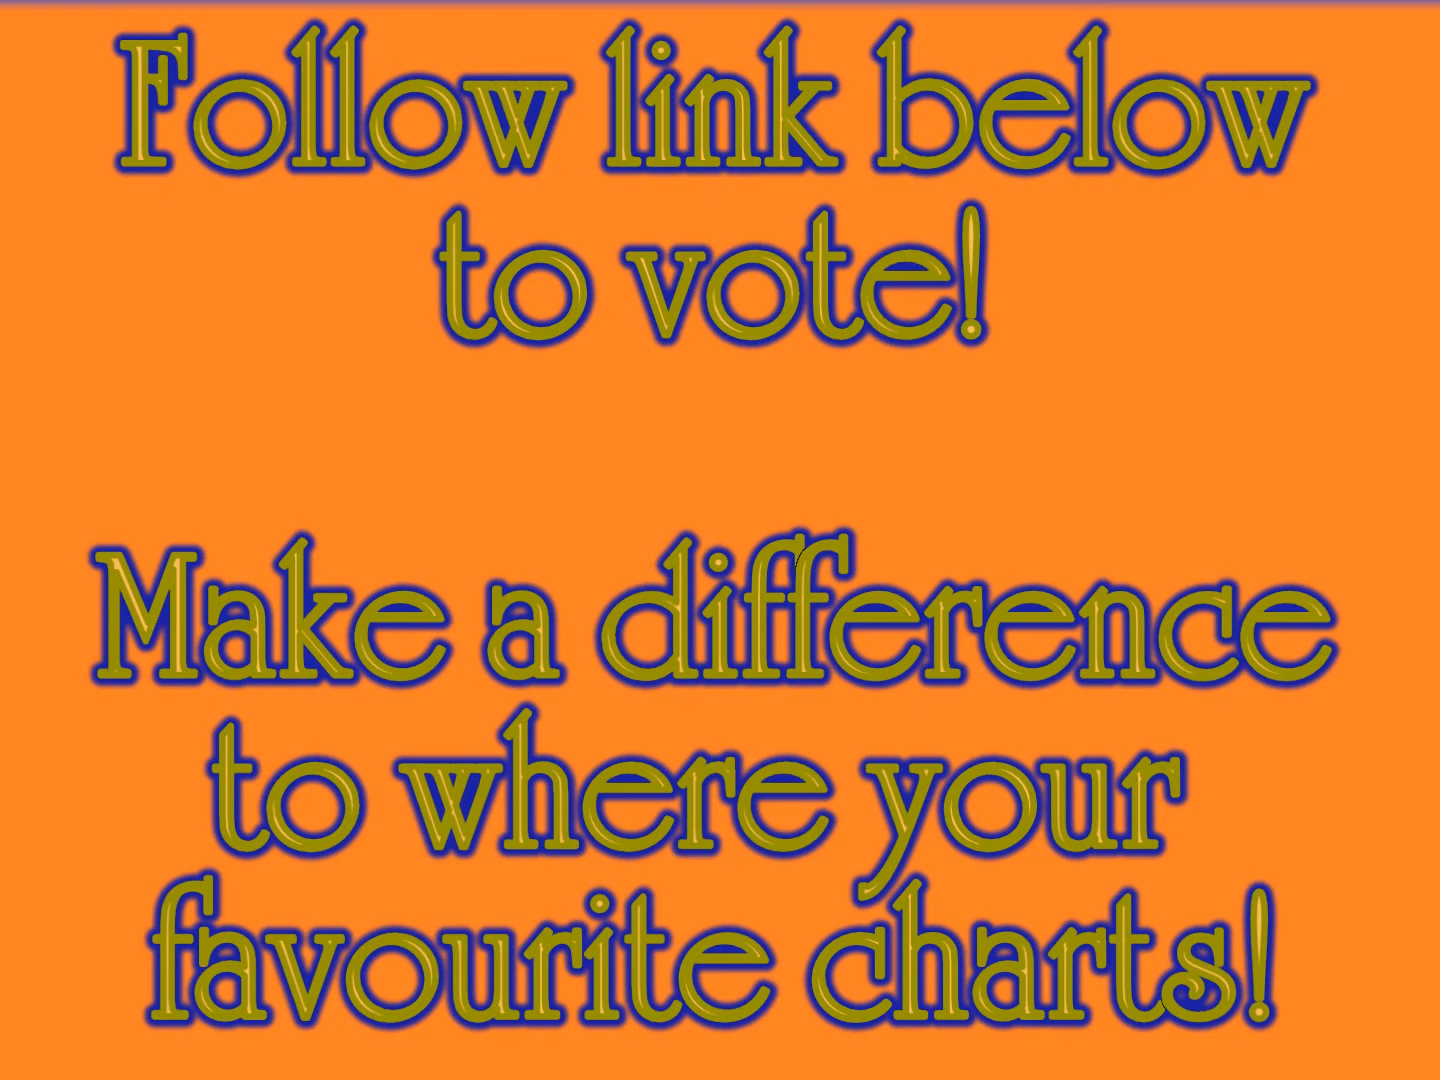 Follow link below
to vote!
Make a difference
to where your
favourite charts!